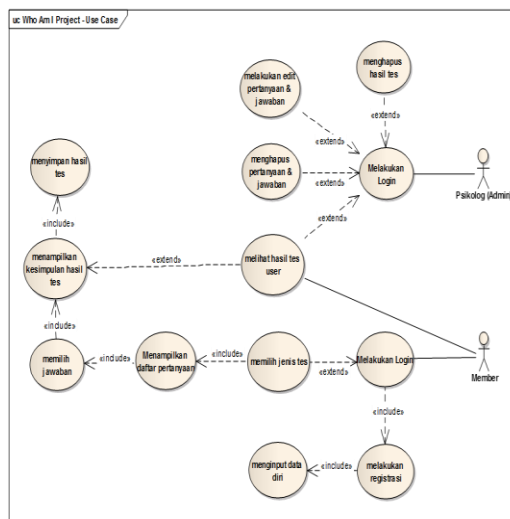 uc Who Am I Project - Use Case
menghapus
hasil tes
melakukan edit
pertanyaan &
jawaban
«extend»
«extend»
menyimpan hasil
tes
menghapus
pertanyaan &
jawaban
«extend»
Melakukan
Login
Psikolog (Admin)
«include»
«extend»
menampilkan
kesimpulan hasil
tes
«extend»
melihat hasil tes
user
«include»
memilih
jawaban
«include»
Menampilkan
daftar pertanyaan
«include»
memilih jenis tes
«extend»
Melakukan Login
Member
«include»
menginput data
diri
«include»
melakukan
registrasi